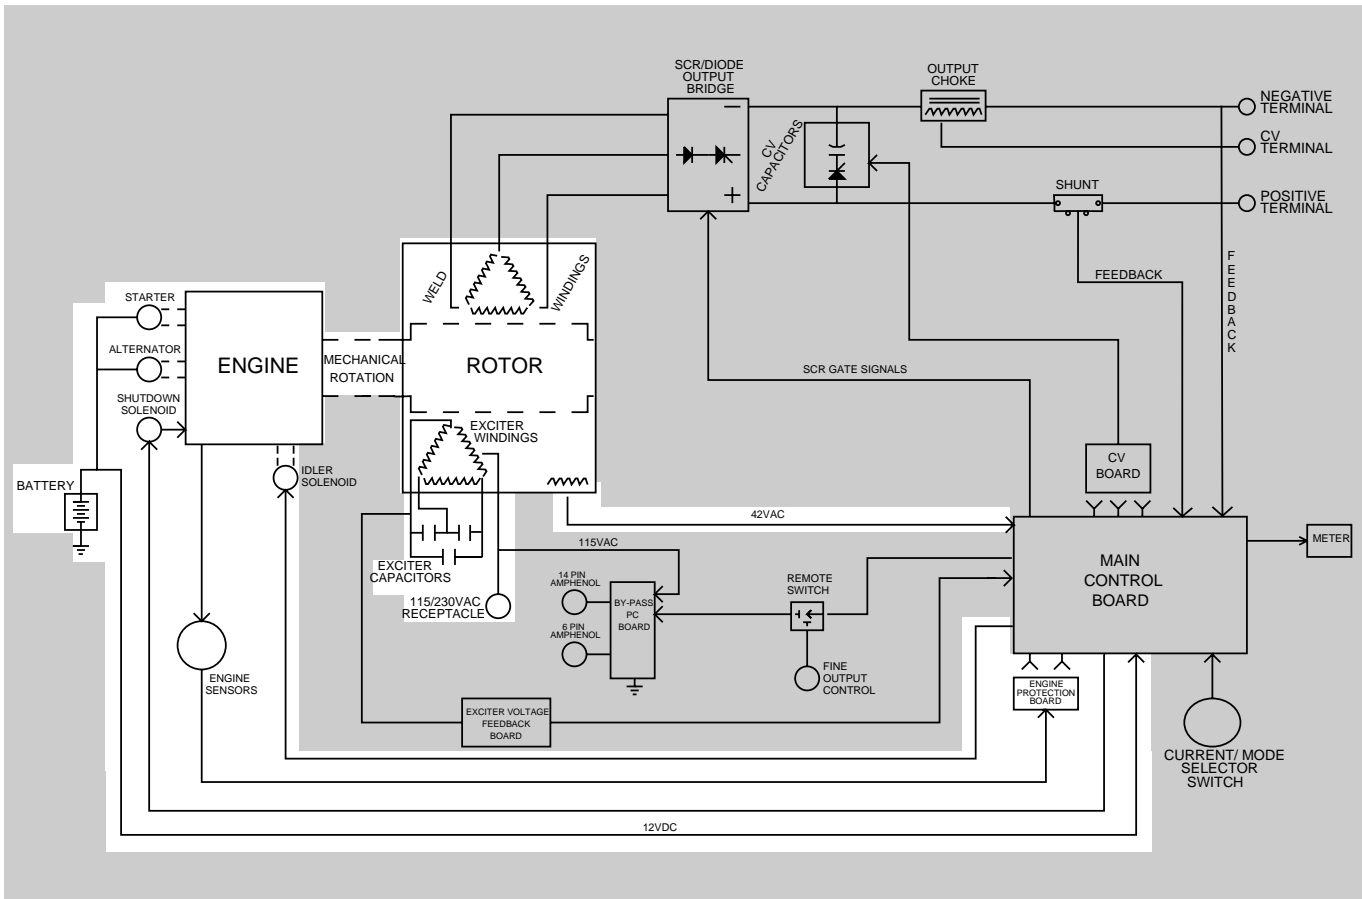 SCR/DIODE
OUTPUT
BRIDGE
OUTPUT
CHOKE
NEGATIVE
TERMINAL
CV
TERMINAL
CV
CAPACITORS
SHUNT
POSITIVE
TERMINAL
FEEDBACK
FEEDBACK
WELD
WINDINGS
STARTER
ALTERNATOR
SHUTDOWN
SOLENOID
ENGINE
MECHANICAL
ROTATION
ROTOR
SCR GATE SIGNALS
EXCITER
WINDINGS
CV
BOARD
IDLER
SOLENOID
BATTERY
42VAC
115VAC
METER
MAIN
CONTROL
BOARD
EXCITER
CAPACITORS
14 PIN
AMPHENOL
REMOTE
SWITCH
115/230VAC
RECEPTACLE
BY-PASS
PC
BOARD
6 PIN
AMPHENOL
FINE
OUTPUT
CONTROL
ENGINE
SENSORS
ENGINE
PROTECTION
BOARD
EXCITER VOLTAGE
FEEDBACK
BOARD
CURRENT/ MODE
SELECTOR
SWITCH
12VDC